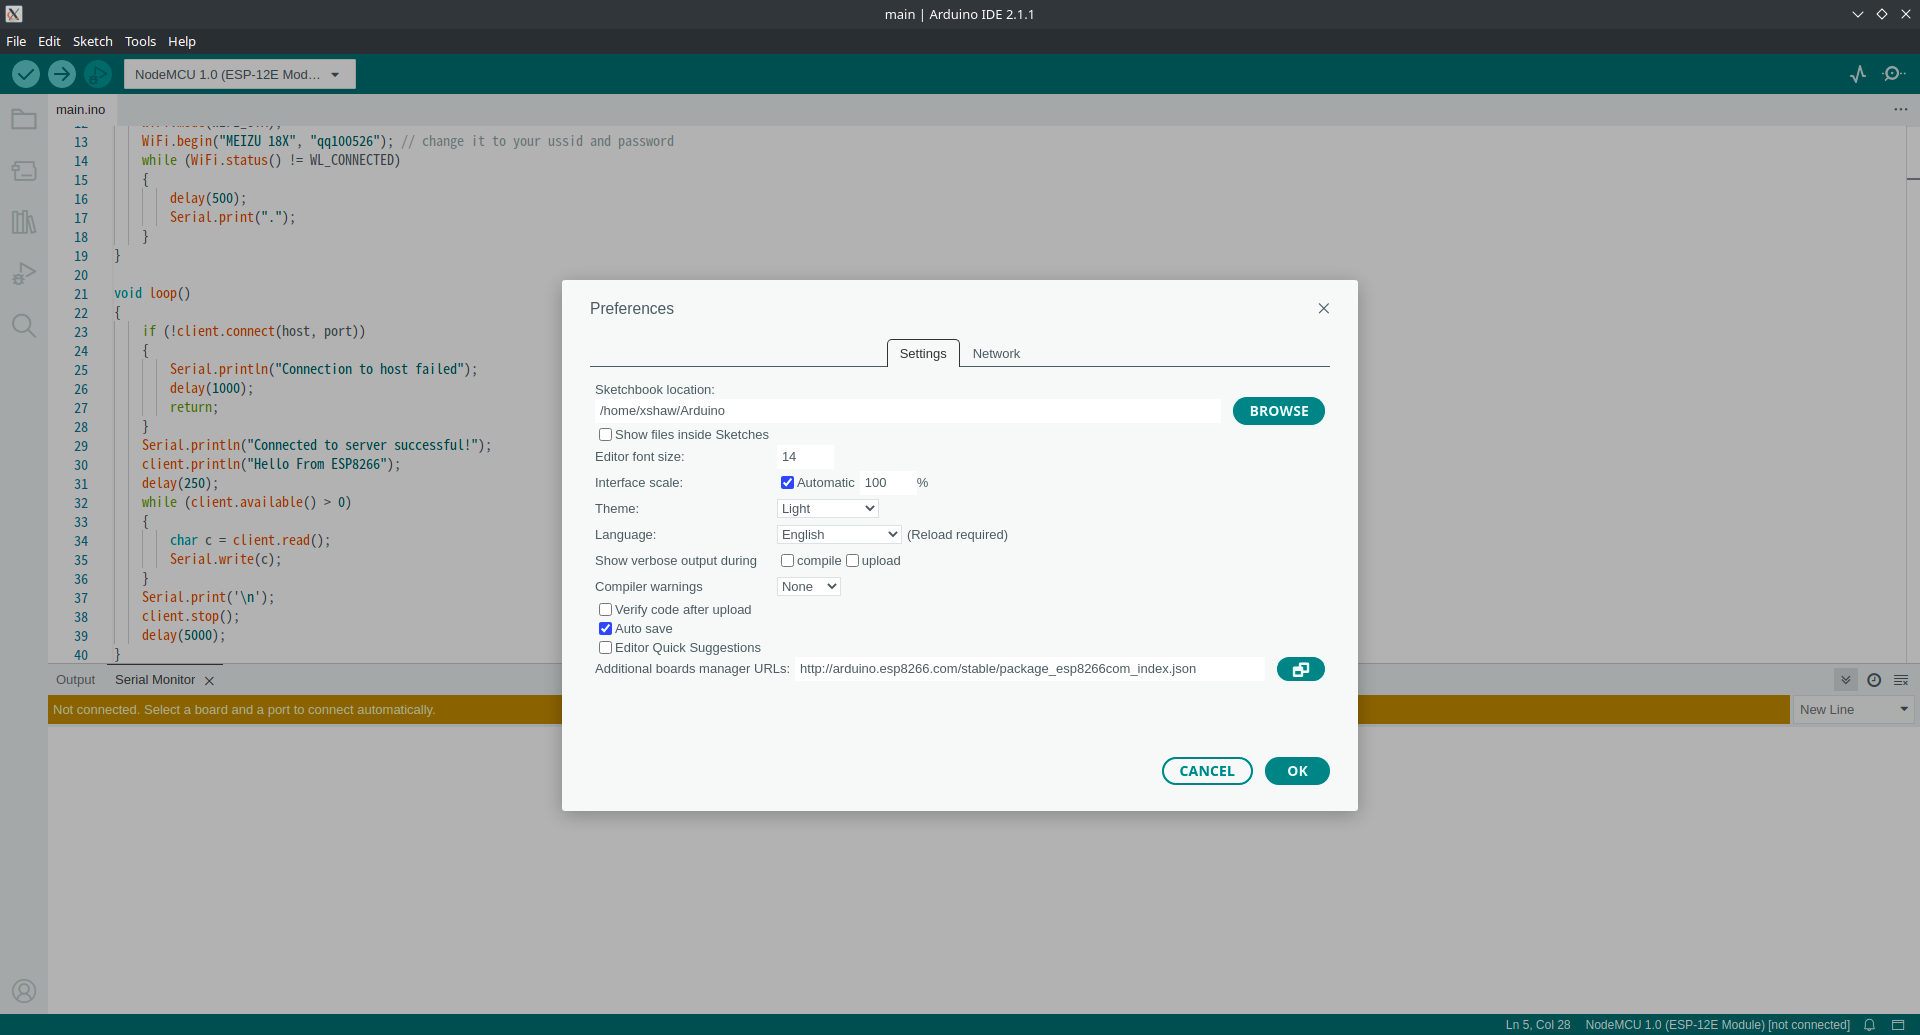 main | Arduino IDE 2.1.1
File Edit Sketch Tools Help
NodeMCU 1.0 (ESP-12E Mod...
main.ino
12
13 WiFi.begin("MEIZU 18X", "qq100526"); // change it to your ussid and password
14 while (WiFi.status() != WL_CONNECTED)
15 {
16 delay(500);
17 Serial.print(".");
18 }
19 }
20
21 void loop()
22 {
23 if (!client.connect(host, port))
24 {
25 Serial.println("Connection to host failed");
26 delay(1000);
27 return;
28 }
29 Serial.println("Connected to server successful!");
30 client.println("Hello From ESP8266");
31 delay(250);
32 while (client.available() > 0)
33 {
34 char c = client.read();
35 Serial.write(c);
36 }
37 Serial.print('\n');
38 client.stop();
39 delay(5000);
40 }
Preferences
Settings Network
Sketchbook location:
/home/xshaw/Arduino BROWSE
Show files inside Sketches
Editor font size: 14
Interface scale: Automatic 100 %
Theme: Light
Language: English (Reload required)
Show verbose output during compile upload
Compiler warnings None
Verify code after upload
Auto save
Editor Quick Suggestions
Additional boards manager URLs: http://arduino.esp8266.com/stable/package_esp8266com_index.json
CANCEL OK
Output Serial Monitor
Not connected. Select a board and a port to connect automatically.
New Line
Ln 5, Col 28 NodeMCU 1.0 (ESP-12E Module) [not connected]